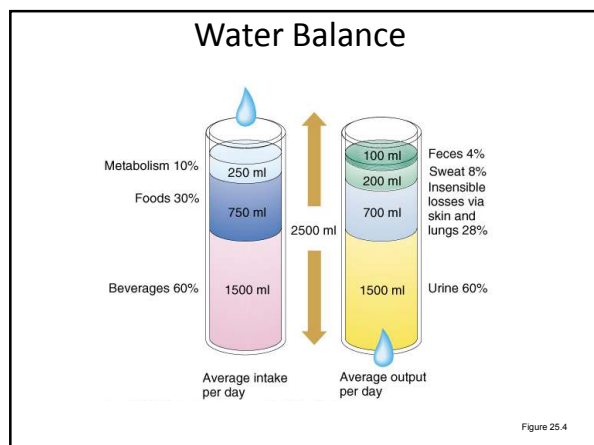 Water Balance
Metabolism 10%
250 ml
Foods 30%
750 ml
Beverages 60%
1500 ml
2500 ml
100 ml
Feces 4%
200 ml
Sweat 8%
700 ml
Insensible
losses via
skin and
lungs 28%
1500 ml
Urine 60%
Average intake
per day
Average output
per day
Figure 25.4